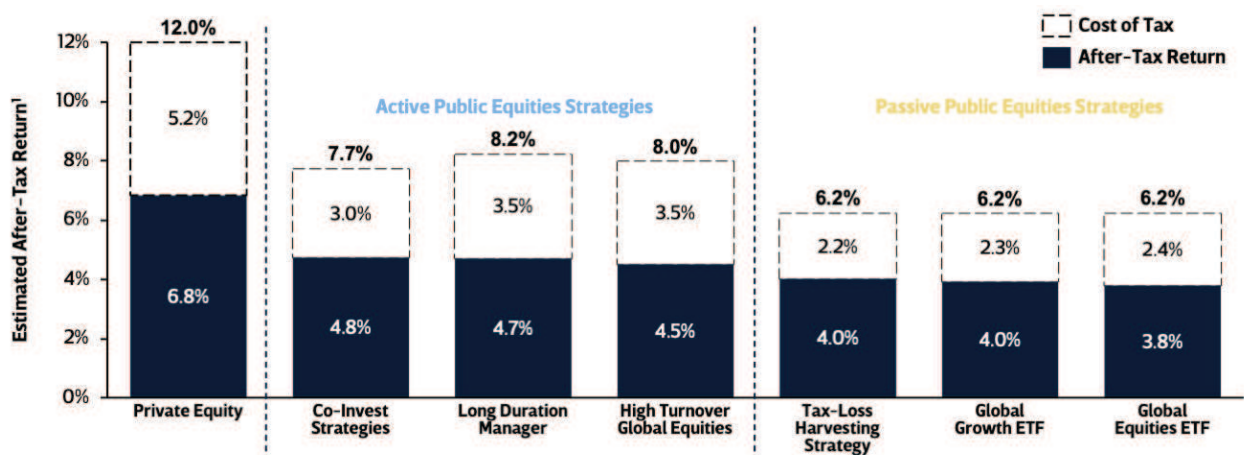 Cost of Tax
After-Tax Return
Estimated After-Tax Return¹
12%
10%
8%
6%
4%
2%
0%
Active Public Equities Strategies
Passive Public Equities Strategies
12.0%
5.2%
6.8%
7.7%
3.0%
4.8%
8.2%
3.5%
4.7%
8.0%
3.5%
4.5%
6.2%
2.2%
4.0%
6.2%
2.3%
4.0%
6.2%
2.4%
3.8%
Private Equity
Co-Invest
Strategies
Long Duration
Manager
High Turnover
Global Equities
Tax-Loss
Harvesting
Strategy
Global
Growth ETF
Global
Equities ETF